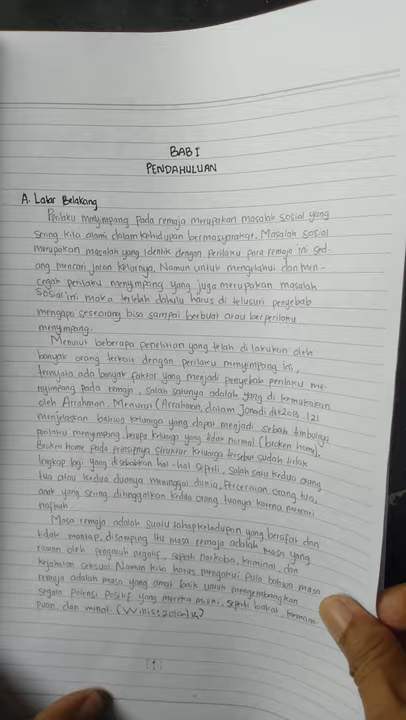 BAB I
PENDAHULUAN
A. Latar Belakang
Perilaku menyimpang pada remaja merupakan masalah sosial yang
sering kita alami dalam kehidupan bermasyarakat. Masalah sosial
merupakan masalah yang identik dengan perilaku para remaja ini sed-
ang mencari jalan keluarnya. Namun untuk mengetahui dan men-
cegah perilaku menyimpang yang juga merupakan masalah
sosial ini maka terlebih dahulu harus di telusuri penyebab
mengapa seseorang bisa sampai berbuat atau berperilaku
menyimpang.
Menurut beberapa penelitian yang telah di lakukan oleh
banyak orang terkait dengan perilaku menyimpang ini,
ternyata ada banyak faktor yang menjadi penyebab perilaku me-
nyimpang pada remaja, salah satunya adalah yang di kemukakan
oleh Arrahman. Menurut (Arrahman, dalam Jonadi dkk2013:12)
menjelaskan bahwa keluarga yang dapat menjadi sebab timbulnya
perilaku menyimpang, berupa keluarga yang tidak normal (broken home).
Broken home pada prinsipnya struktur keluarga tersebut sudah tidak
lengkap lagi yang disebabkan hal-hal seperti, salah satu kedua orang
tua atau kedua duanya meninggal dunia, Perceraian orang tua,
anak yang sering ditinggalkan kedua orang tuanya karena mencari
nafkah.
Masa remaja adalah suatu tahap kehidupan yang bersifat dan
tidak mantap, disamping itu masa remaja adalah masa yang
rawan oleh pengaruh negatif, seperti narkoba, kriminal, dan
kejahatan seksual. Namun kita harus mengakui pula bahwa masa
remaja adalah masa yang amat baik untuk mengembangkan
segala potensi positif yang mereka miliki, seperti bakat, kemam-
puan, dan minat. (Willis: 2010
1